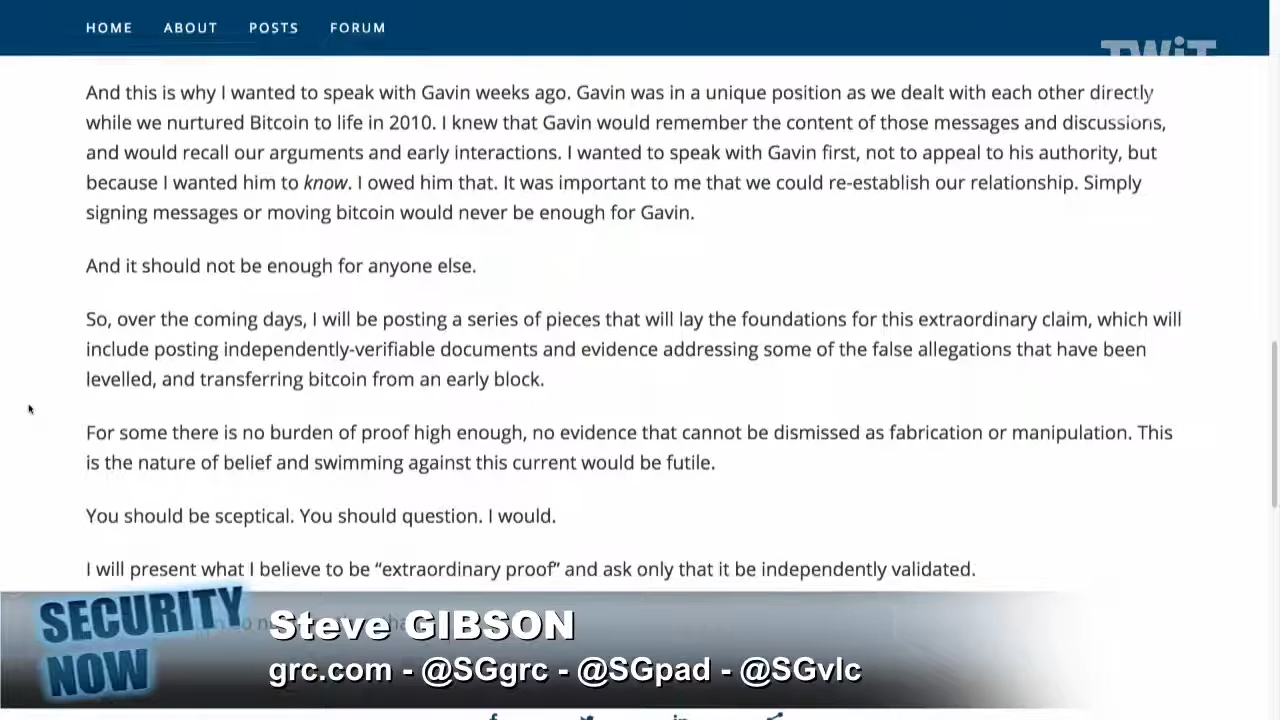 HOME ABOUT POSTS FORUM
TWiT
And this is why I wanted to speak with Gavin weeks ago. Gavin was in a unique position as we dealt with each other directly
while we nurtured Bitcoin to life in 2010. I knew that Gavin would remember the content of those messages and discussions,
and would recall our arguments and early interactions. I wanted to speak with Gavin first, not to appeal to his authority, but
because I wanted him to know. I owed him that. It was important to me that we could re-establish our relationship. Simply
signing messages or moving bitcoin would never be enough for Gavin.
And it should not be enough for anyone else.
So, over the coming days, I will be posting a series of pieces that will lay the foundations for this extraordinary claim, which will
include posting independently-verifiable documents and evidence addressing some of the false allegations that have been
levelled, and transferring bitcoin from an early block.
For some there is no burden of proof high enough, no evidence that cannot be dismissed as fabrication or manipulation. This
is the nature of belief and swimming against this current would be futile.
You should be sceptical. You should question. I would.
I will present what I believe to be “extraordinary proof” and ask only that it be independently validated.
SECURITY
NOW
Steve GIBSON
grc.com - @SGgrc - @SGpad - @SGvlc